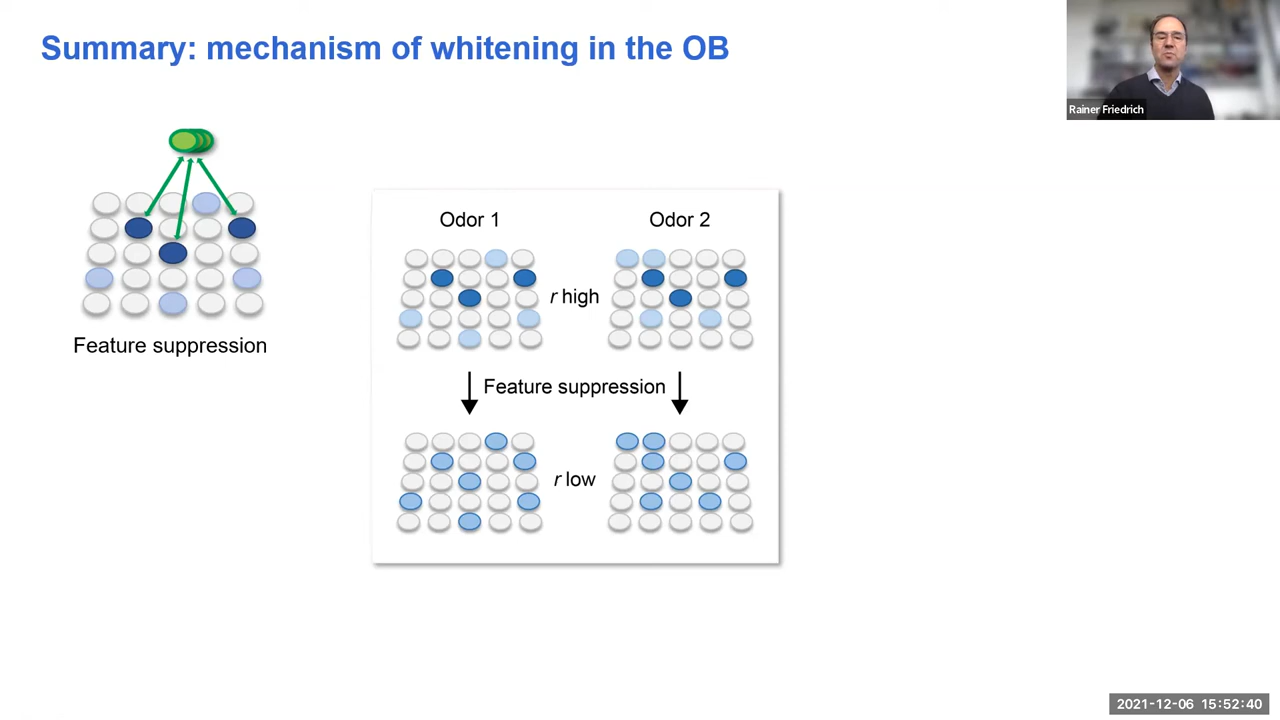 Summary: mechanism of whitening in the OB
Rainer Friedrich
Feature suppression
Odor 1
Odor 2
r high
Feature suppression
r low
2021-12-06 15:52:40